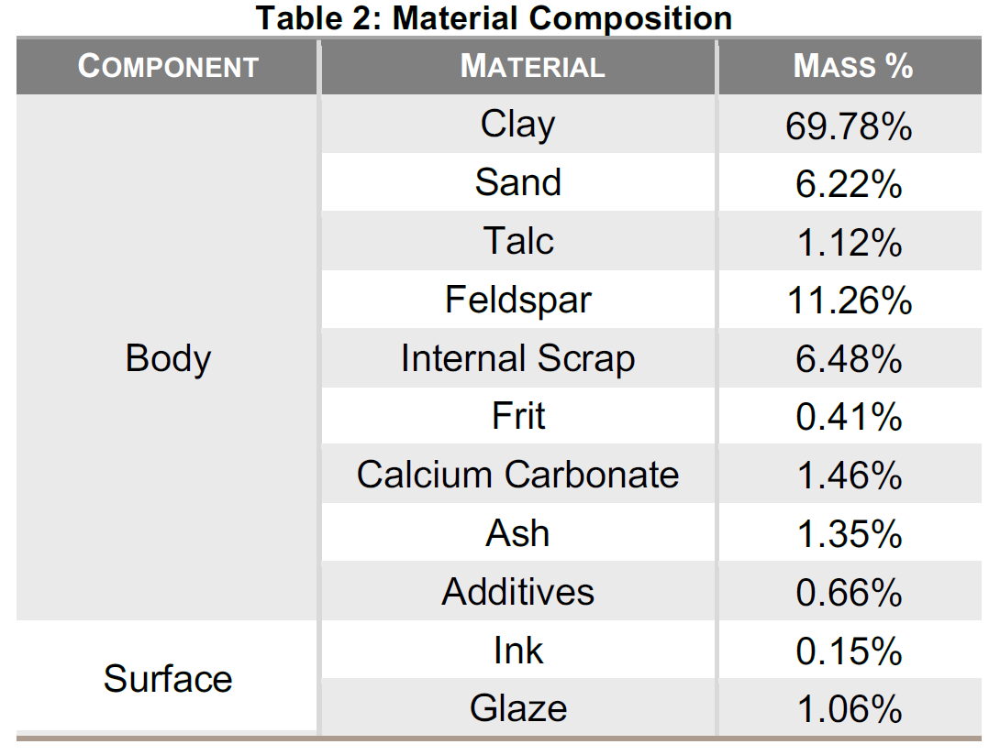 Table 2: Material Composition
COMPONENT MATERIAL MASS %
Body
Clay 69.78%
Sand 6.22%
Talc 1.12%
Feldspar 11.26%
Internal Scrap 6.48%
Frit 0.41%
Calcium Carbonate 1.46%
Ash 1.35%
Additives 0.66%
Surface
Ink 0.15%
Glaze 1.06%